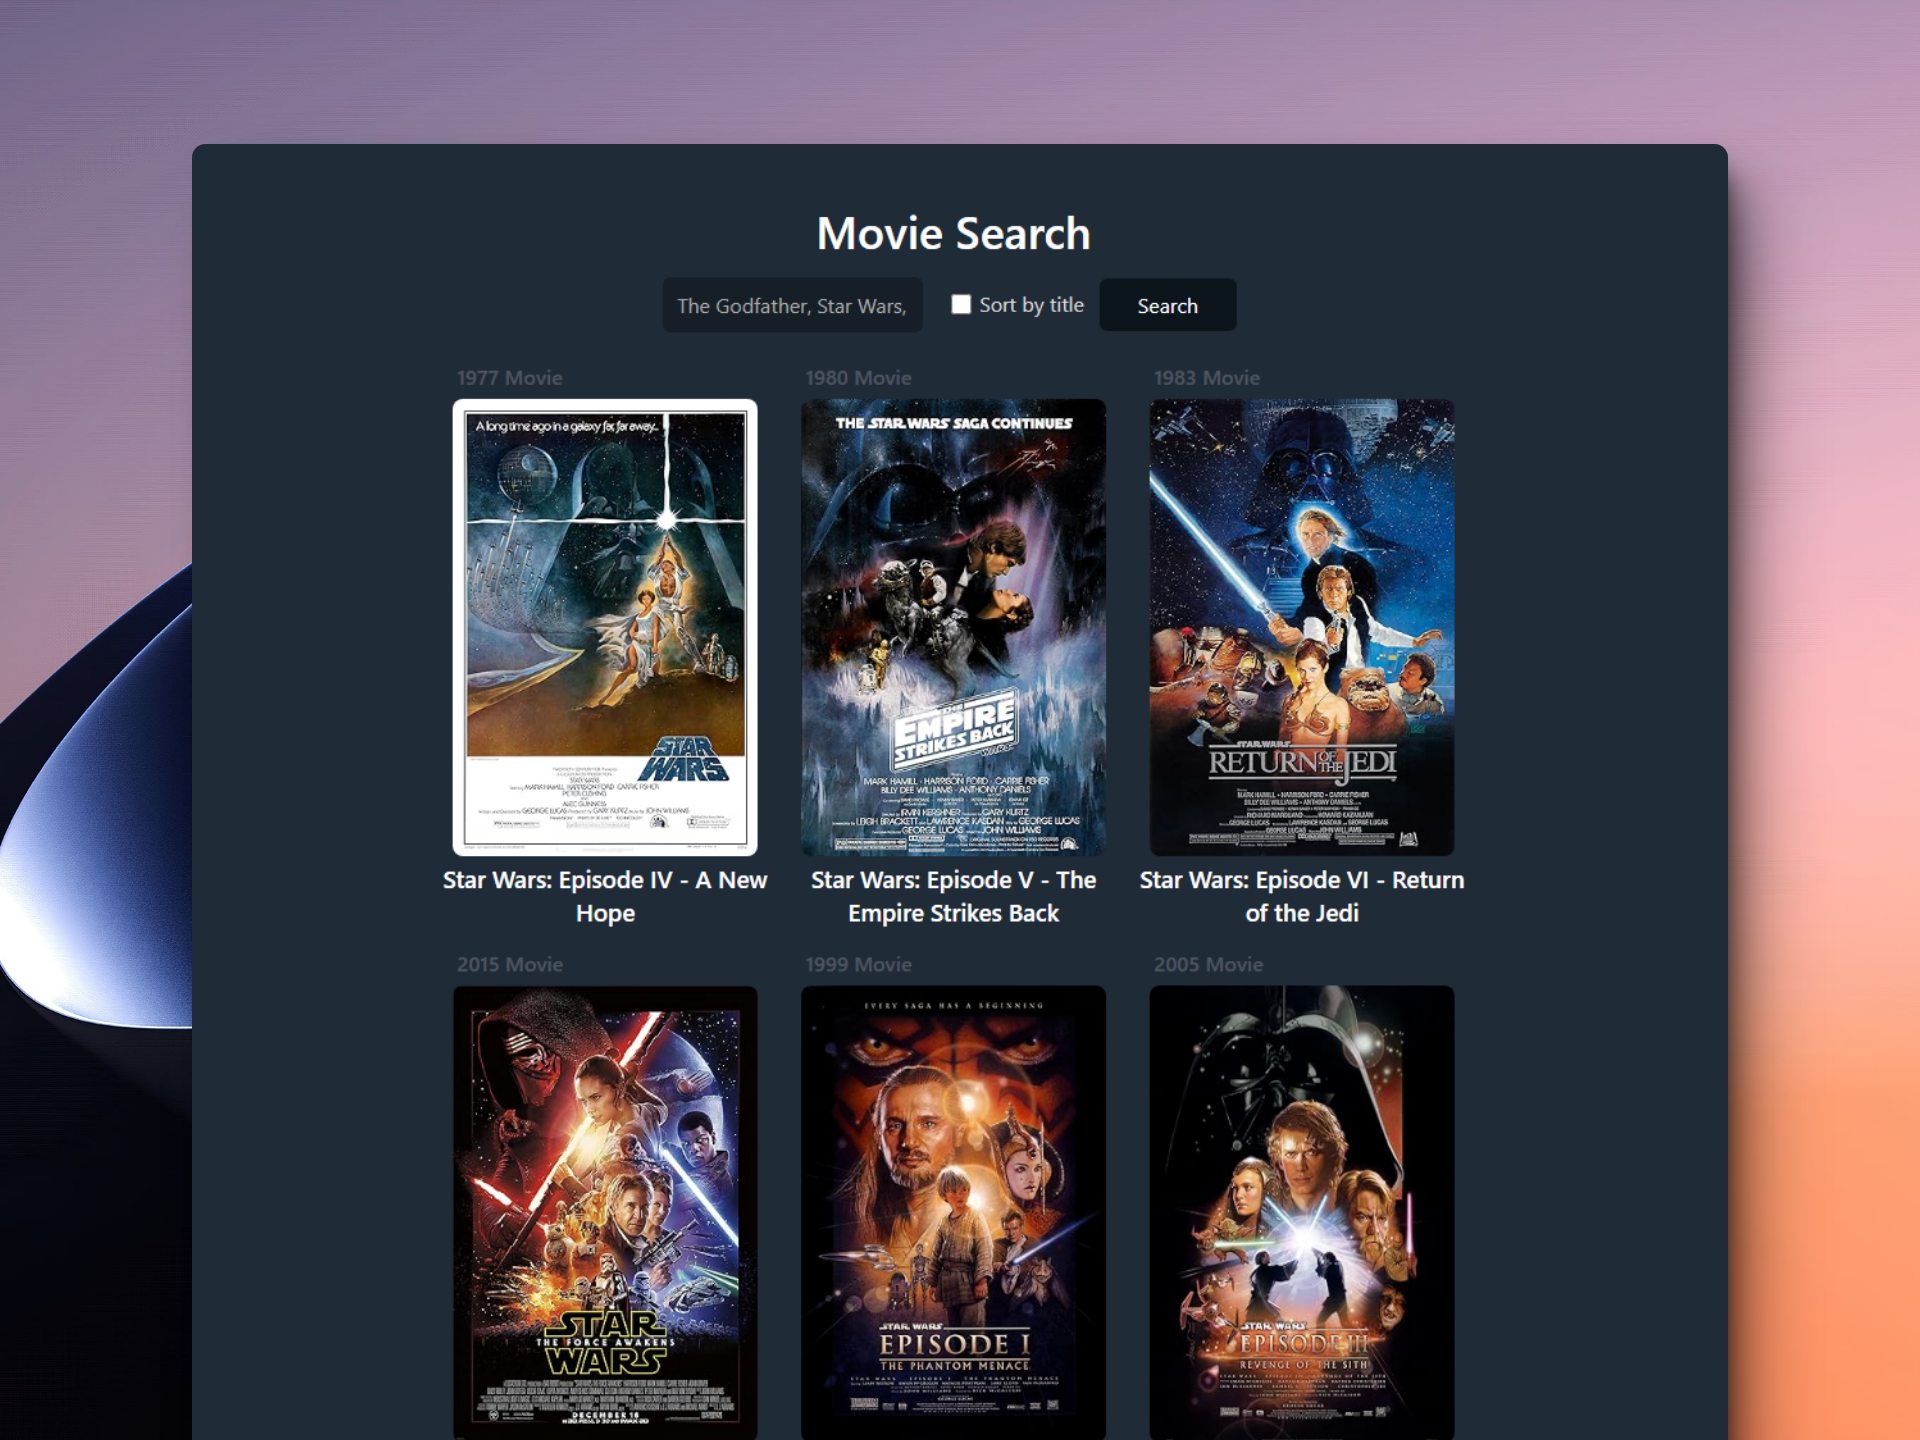 Movie Search
The Godfather, Star Wars,
Sort by title
Search
1977 Movie
1980 Movie
1983 Movie
A long time ago in a galaxy far, far away...
STAR
WARS
MARK HAMILL HARRISON FORD CARRIE FISHER
PETER CUSHING
ALEC GUINNESS
GEORGE LUCAS
GARY KURTZ
JOHN WILLIAMS
THE STAR WARS SAGA CONTINUES
THE
EMPIRE
STRIKES BACK
MARK HAMILL · HARRISON FORD · CARRIE FISHER
BILLY DEE WILLIAMS · ANTHONY DANIELS
IRVIN KERSHNER
GARY KURTZ
LEIGH BRACKETT
LAWRENCE KASDAN
GEORGE LUCAS
GEORGE LUCAS
JOHN WILLIAMS
STAR WARS
RETURN OF THE JEDI
MARK HAMILL · HARRISON FORD · CARRIE FISHER
BILLY DEE WILLIAMS · ANTHONY DANIELS
RICHARD MARQUAND
HOWARD KAZANJIAN
GEORGE LUCAS
LAWRENCE KASDAN
GEORGE LUCAS
GEORGE LUCAS
JOHN WILLIAMS
Star Wars: Episode IV - A New
Hope
Star Wars: Episode V - The
Empire Strikes Back
Star Wars: Episode VI - Return
of the Jedi
2015 Movie
1999 Movie
2005 Movie
STAR
THE FORCE AWAKENS
WARS
DECEMBER 18
EVERY SAGA HAS A BEGINNING
STAR WARS
EPISODE I
THE PHANTOM MENACE
STAR WARS
EPISODE III
REVENGE OF THE SITH